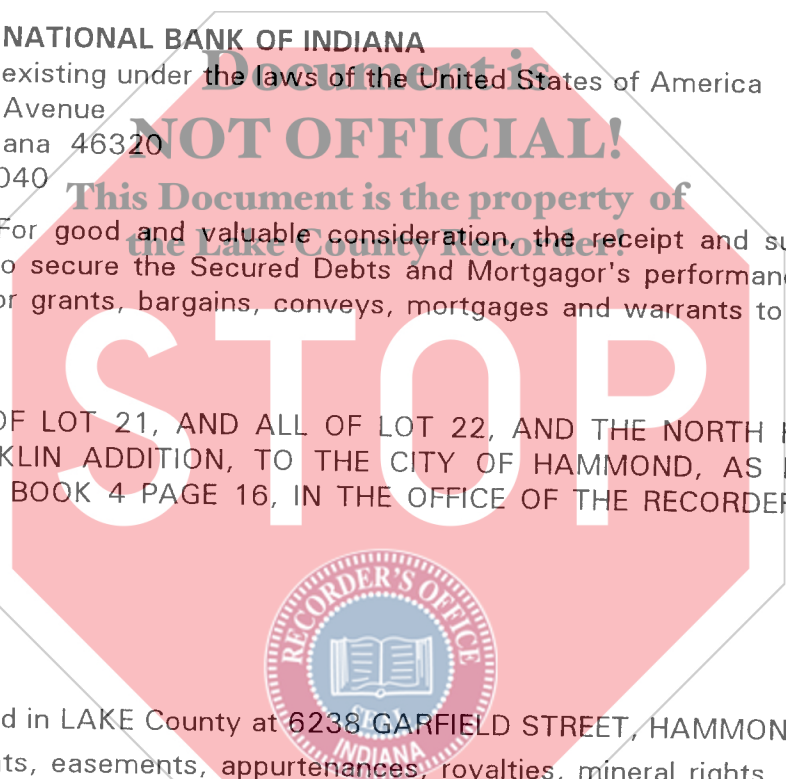 NATIONAL BANK OF INDIANA
existing under the laws of the United States of America
Avenue
ana 46320
040
Document is
NOT OFFICIAL!
This Document is the property of
the Lake County Recorder!
For good and valuable consideration, the receipt and su
o secure the Secured Debts and Mortgagor's performan
or grants, bargains, conveys, mortgages and warrants to
STOP
OF LOT 21, AND ALL OF LOT 22, AND THE NORTH H
KLIN ADDITION, TO THE CITY OF HAMMOND, AS
BOOK 4 PAGE 16, IN THE OFFICE OF THE RECORDER
RECORDER'S OFFICE
SEAL
INDIANA
d in LAKE County at 6238 GARFIELD STREET, HAMMON
ts, easements, appurtenances, royalties, mineral rights